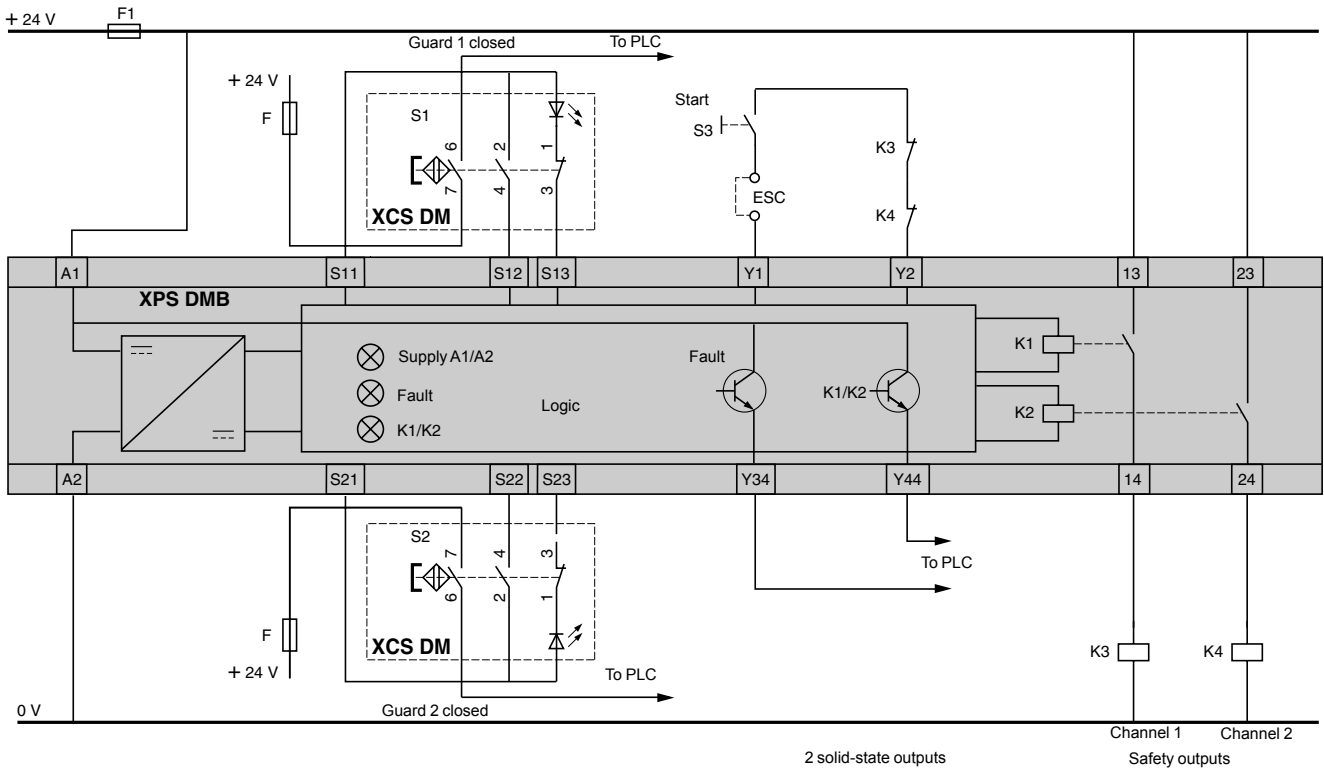 + 24 V
F1
Guard 1 closed
To PLC
+ 24 V
F
S1
6
2
1
7
4
3
XCS DM
Start
S3
ESC
K3
K4
A1
S11
S12
S13
Y1
Y2
13
23
XPS DMB
Supply A1/A2
Fault
K1/K2
Logic
Fault
K1/K2
K1
K2
A2
S21
S22
S23
Y34
Y44
14
24
S2
7
4
3
6
2
1
XCS DM
F
+ 24 V
To PLC
To PLC
K3
K4
0 V
Guard 2 closed
Channel 1
Channel 2
2 solid-state outputs
Safety outputs